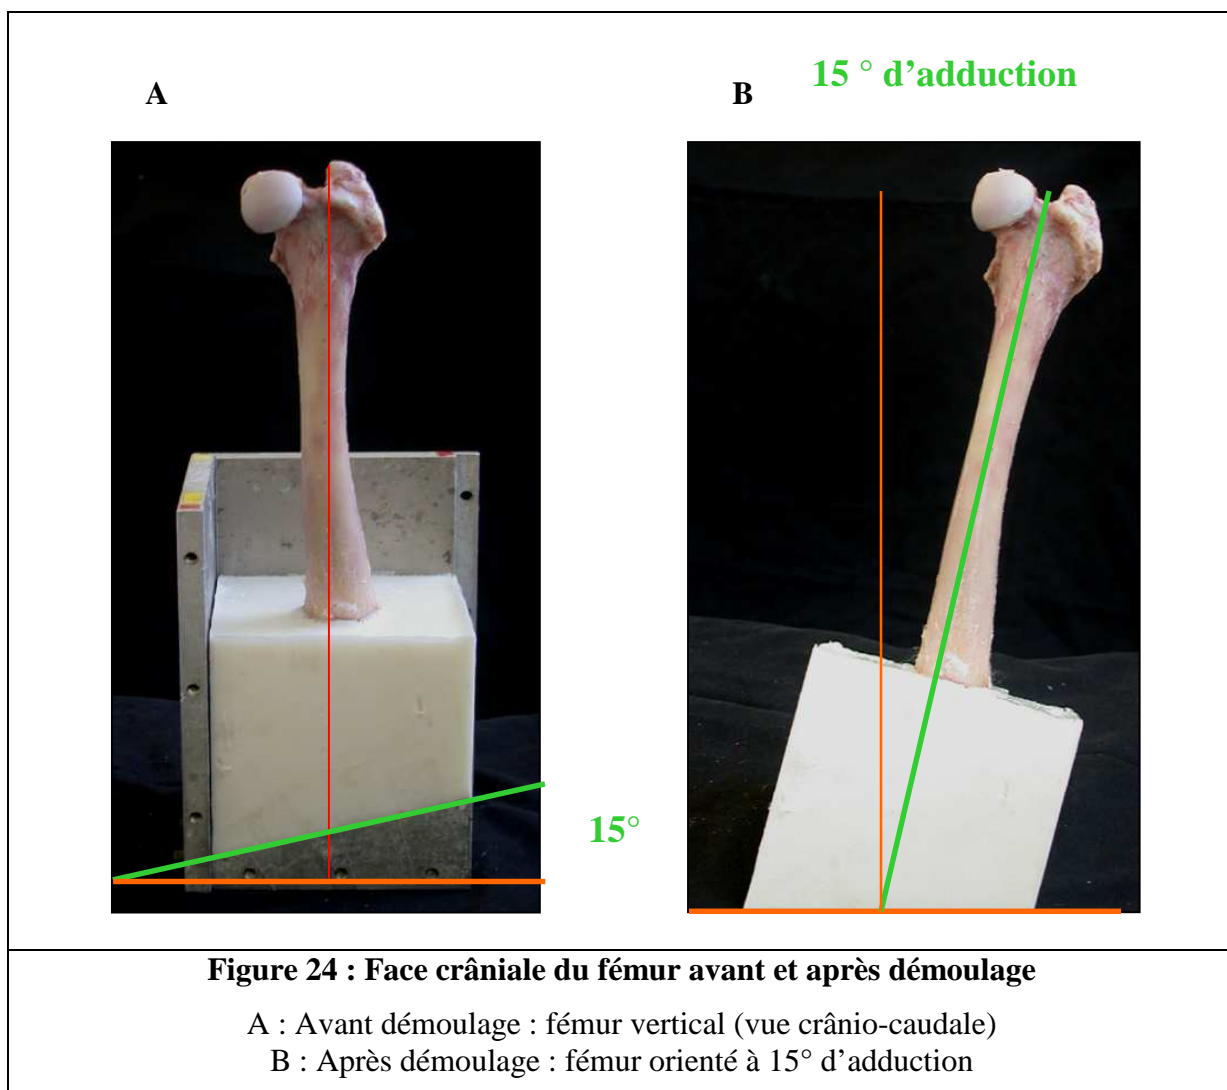 15 ° d'adduction
A
B
15°
Figure 24 : Face crâniale du fémur avant et après démoulage
A : Avant démoulage : fémur vertical (vue crânio-caudale)
B : Après démoulage : fémur orienté à 15° d'adduction